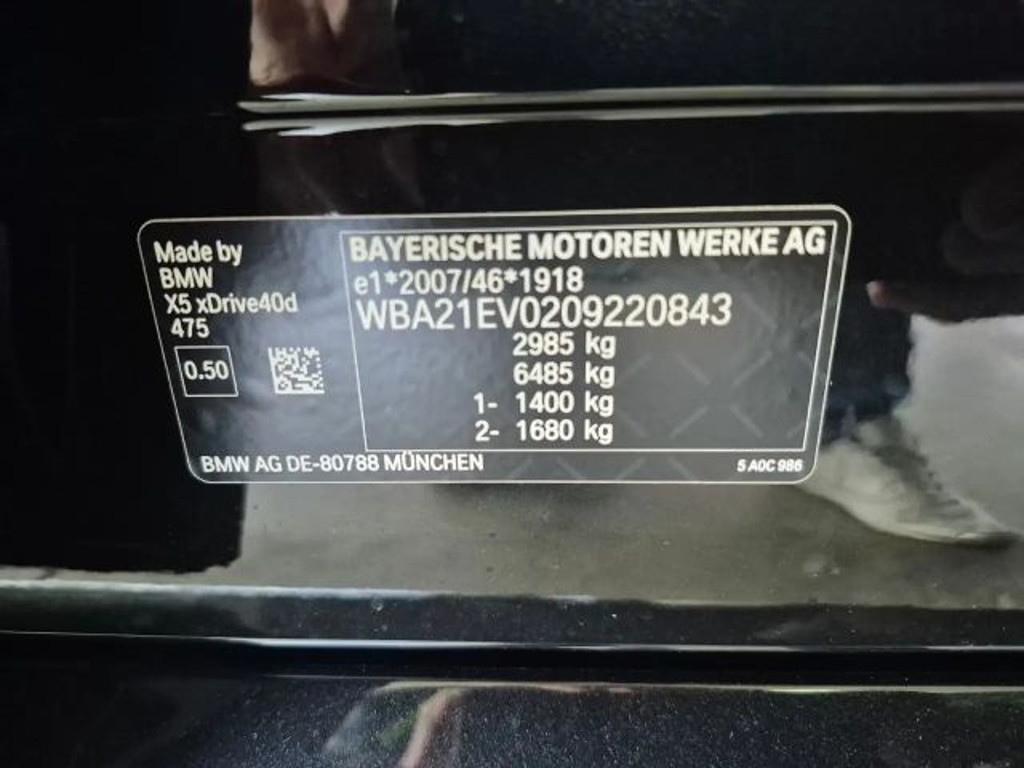 Made by
BMW
X5 xDrive40d
475
0.50
BAYERISCHE MOTOREN WERKE AG
e1*2007/46*1918
WBA21EV0209220843
2985 kg
6485 kg
1- 1400 kg
2- 1680 kg
BMW AG DE-80788 MÜNCHEN
5 A0C 986